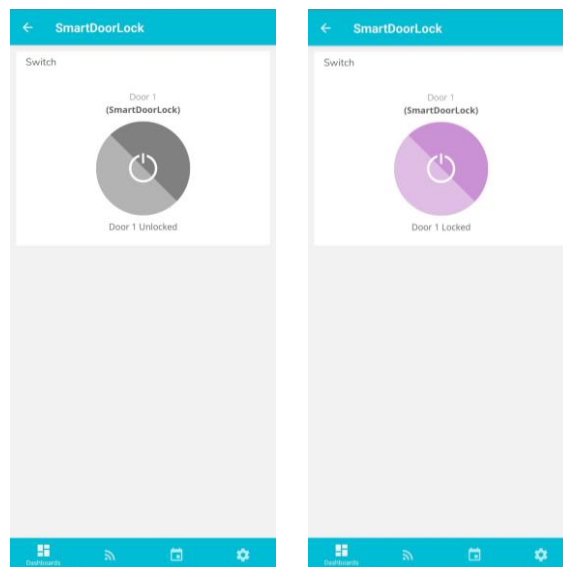 SmartDoorLock
Switch
Door 1
(SmartDoorLock)
Door 1 Unlocked
Dashboards
SmartDoorLock
Switch
Door 1
(SmartDoorLock)
Door 1 Locked
Dashboards